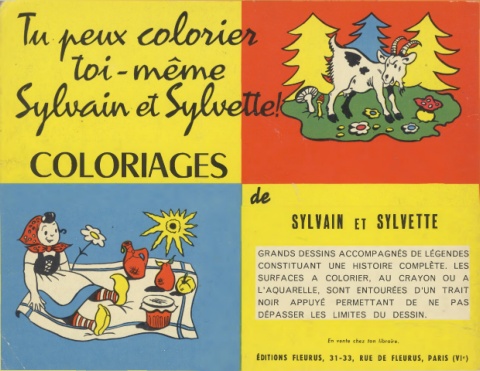 Tu peux colorier
toi-même
Sylvain et Sylvette!
COLORIAGES
de
SYLVAIN ET SYLVETTE
GRANDS DESSINS ACCOMPAGNÉS DE LÉGENDES
CONSTITUANT UNE HISTOIRE COMPLÈTE. LES
SURFACES A COLORIER, AU CRAYON OU A
L'AQUARELLE, SONT ENTOURÉES D'UN TRAIT
NOIR APPUYÉ PERMETTANT DE NE PAS
DÉPASSER LES LIMITES DU DESSIN.
En vente chez ton libraire.
ÉDITIONS FLEURUS, 31-33, RUE DE FLEURUS, PARIS (VIe)